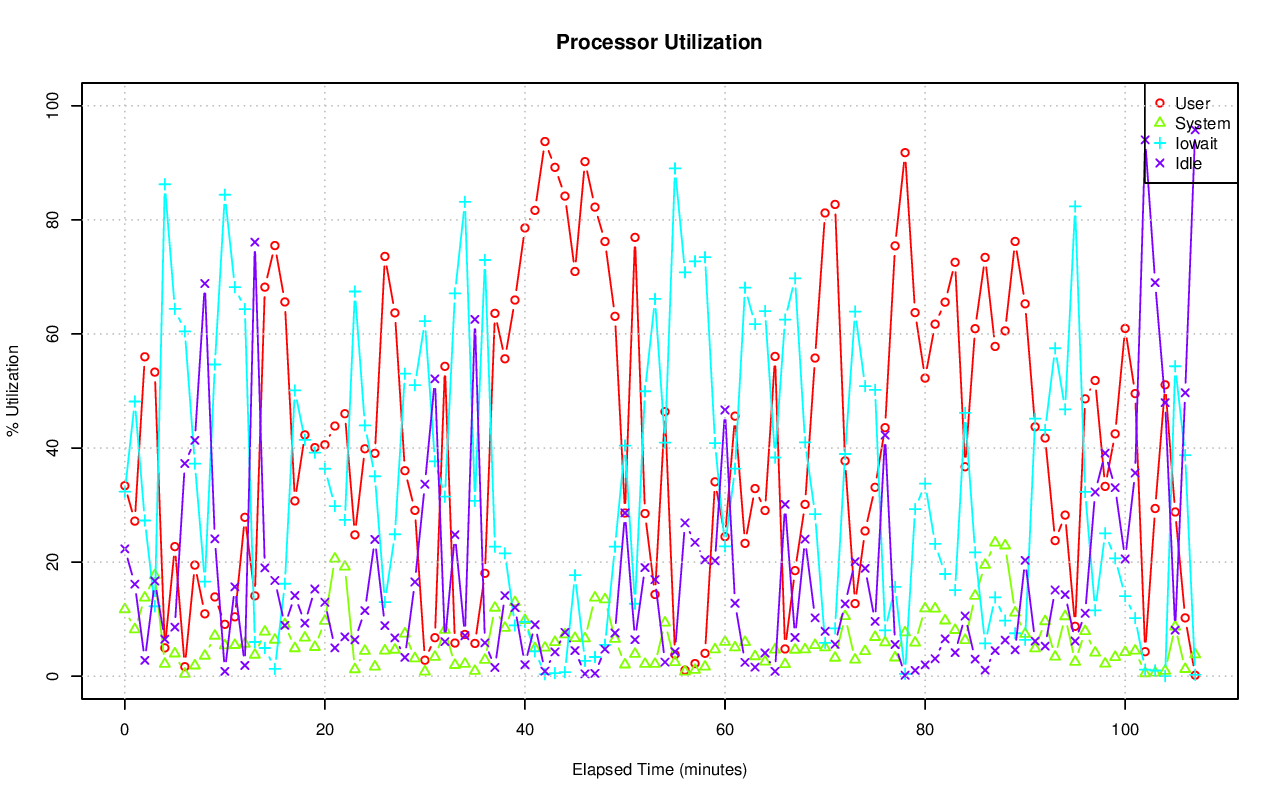 Processor Utilization
100
80
60
40
20
0
% Utilization
User
System
Iowait
Idle
0 20 40 60 80 100
Elapsed Time (minutes)